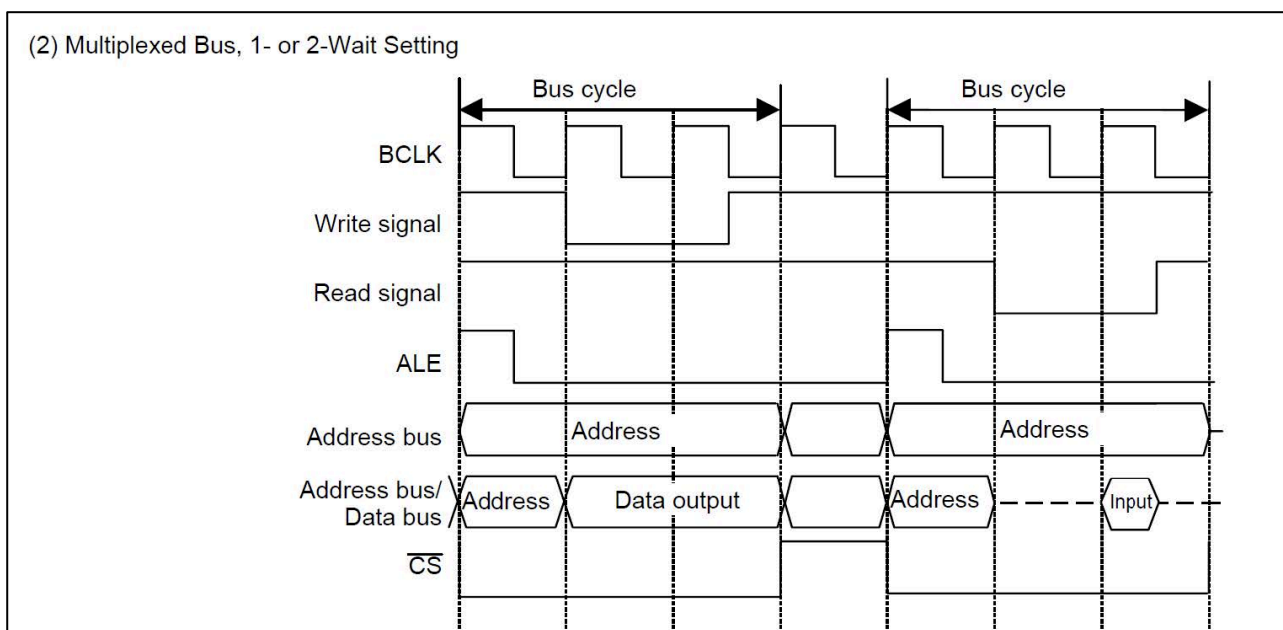 (2) Multiplexed Bus, 1- or 2-Wait Setting
Bus cycle
Bus cycle
BCLK
Write signal
Read signal
ALE
Address bus
Address
Address
Address bus/
Data bus
Address
Data output
Address
Input
CS